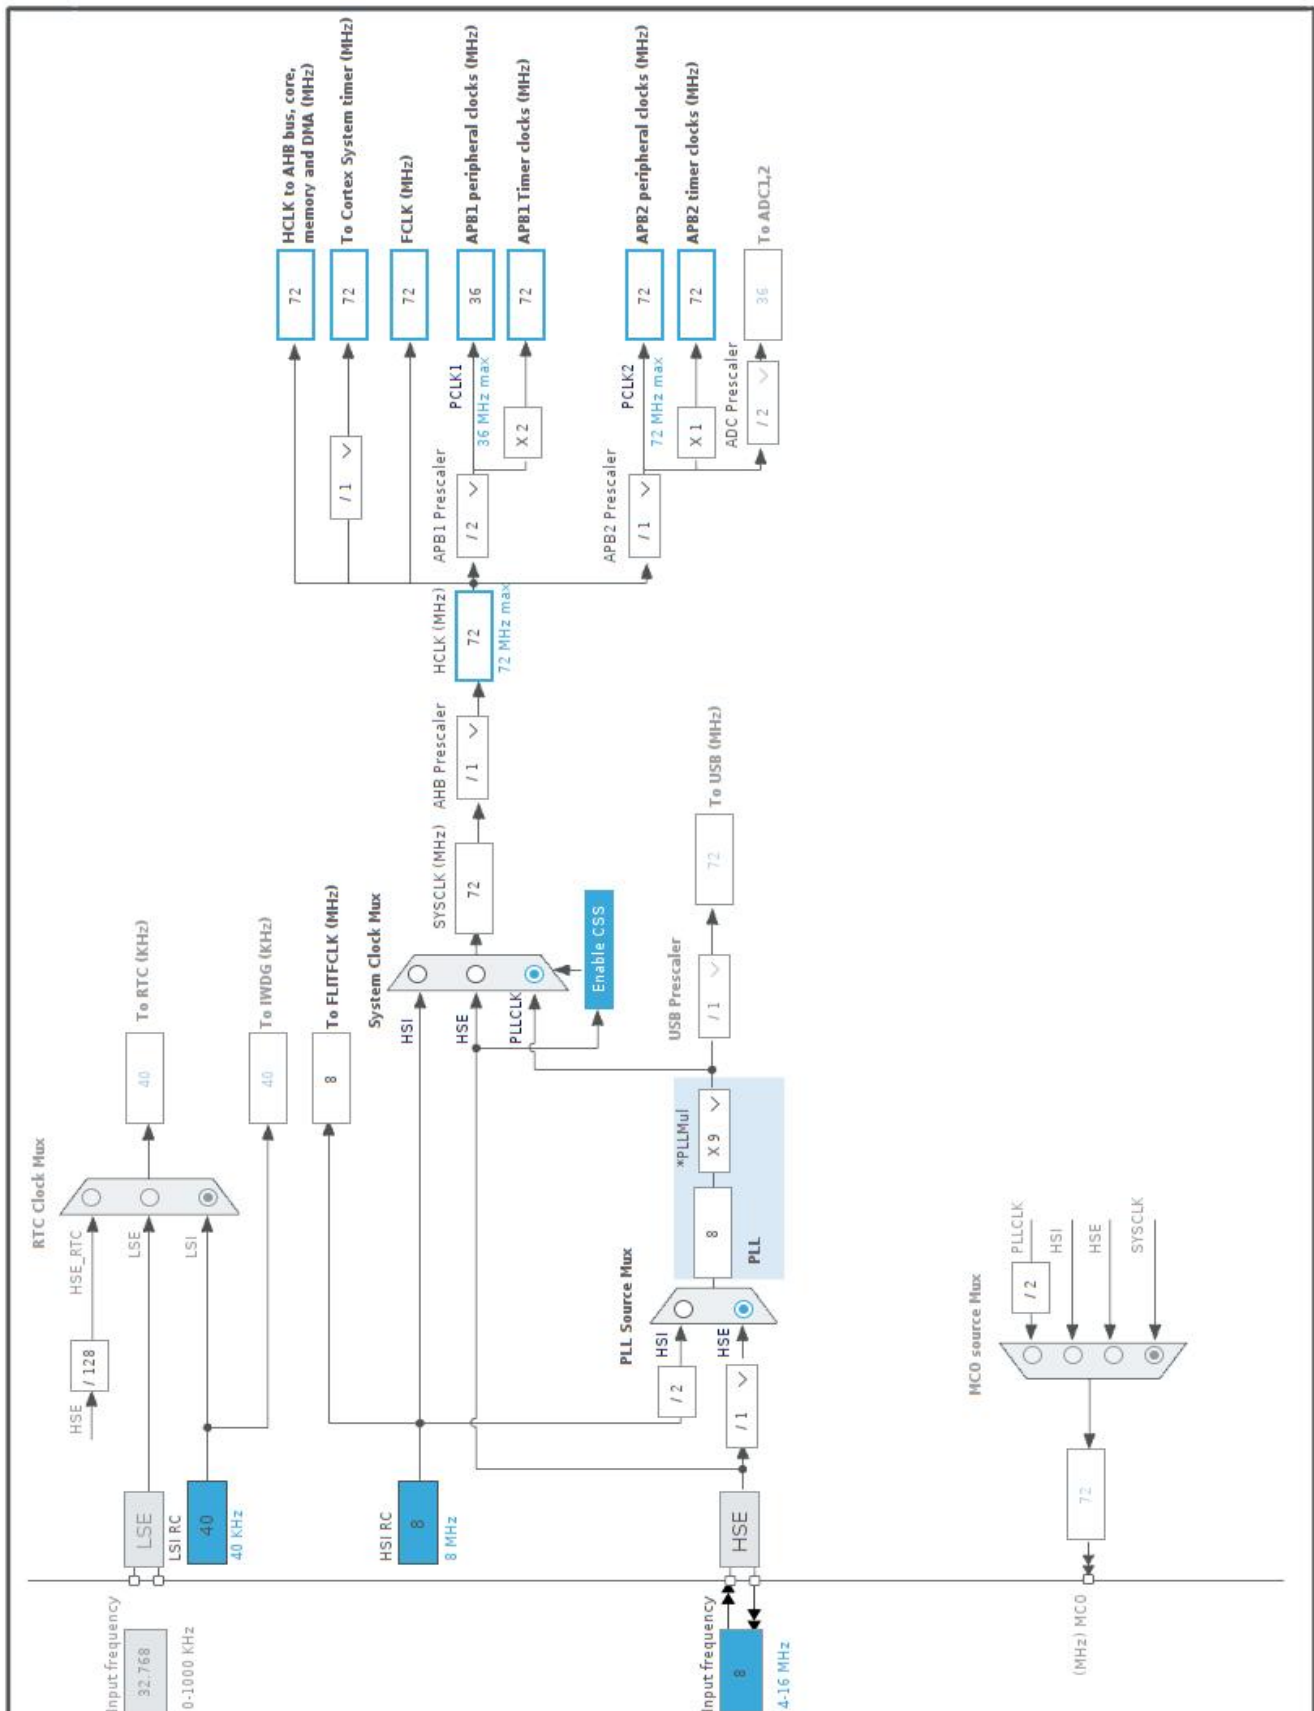 RTC Clock Mux
HSE
/ 128
HSE_RTC
Input frequency
32.768
0-1000 KHz
LSE
LSE
40
To RTC (KHz)
LSI RC
40
40 KHz
LSI
40
To IWDG (KHz)
8
To FLITFCLK (MHz)
HSI RC
8
8 MHz
System Clock Mux
HSI
HSE
PLLCLK
Enable CSS
SYSCLK (MHz)
72
AHB Prescaler
/ 1
HCLK (MHz)
72
72 MHz max
72
HCLK to AHB bus, core,
memory and DMA (MHz)
/ 1
72
To Cortex System timer (MHz)
72
FCLK (MHz)
APB1 Prescaler
/ 2
PCLK1
36 MHz max
36
APB1 peripheral clocks (MHz)
X 2
72
APB1 Timer clocks (MHz)
APB2 Prescaler
/ 1
PCLK2
72 MHz max
72
APB2 peripheral clocks (MHz)
X 1
72
APB2 timer clocks (MHz)
ADC Prescaler
/ 2
36
To ADC1,2
PLL Source Mux
HSI
/ 2
HSE
/ 1
Input frequency
8
4-16 MHz
HSE
8
*PLLMul
X 9
PLL
USB Prescaler
/ 1
72
To USB (MHz)
MCO source Mux
(MHz) MCO
72
/ 2
PLLCLK
HSI
HSE
SYSCLK